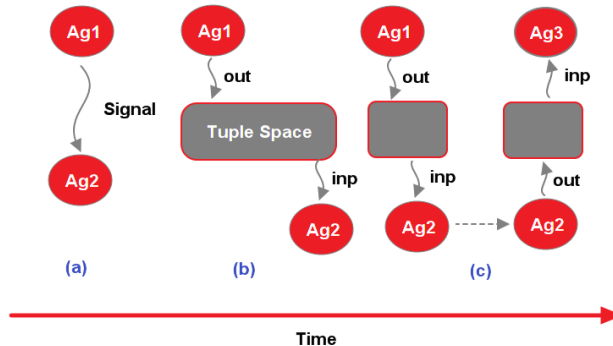 Ag1
Signal
Ag2
(a)
Ag1
out
Tuple Space
inp
Ag2
(b)
Ag1
out
inp
Ag2
Ag3
inp
out
Ag2
(c)
Time